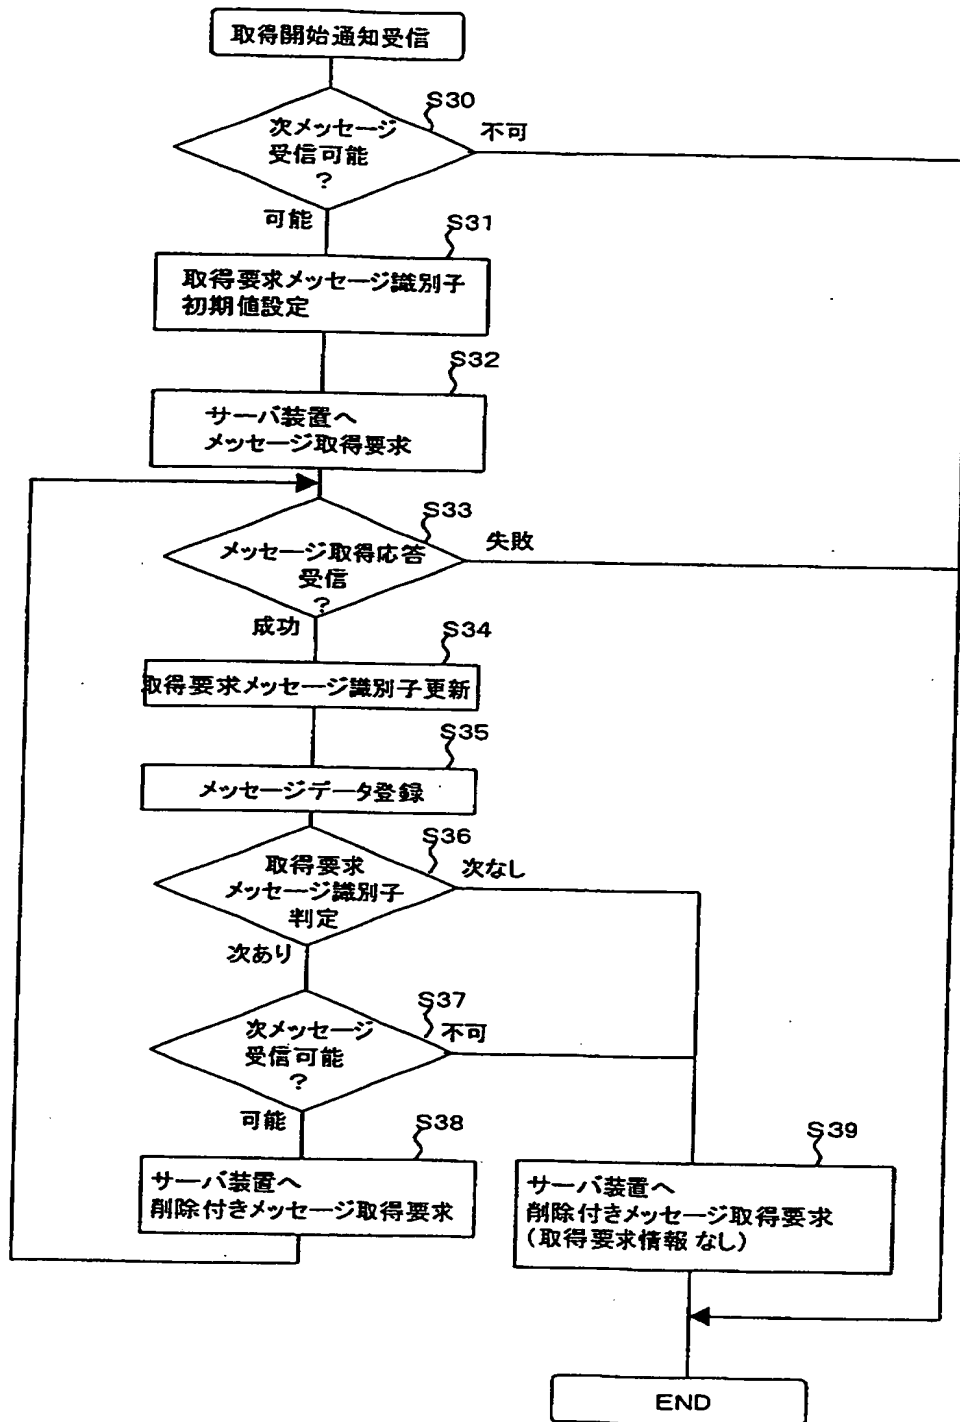 取得開始通知受信
S30
次メッセージ
受信可能
?
不可
可能
S31
取得要求メッセージ識別子
初期値設定
S32
サーバ装置へ
メッセージ取得要求
S33
メッセージ取得応答
受信
?
失敗
成功
S34
取得要求メッセージ識別子更新
S35
メッセージデータ登録
S36
取得要求
メッセージ識別子
判定
次なし
次あり
S37
次メッセージ
受信可能
?
不可
可能
S38
サーバ装置へ
削除付きメッセージ取得要求
S39
サーバ装置へ
削除付きメッセージ取得要求
(取得要求情報なし)
END